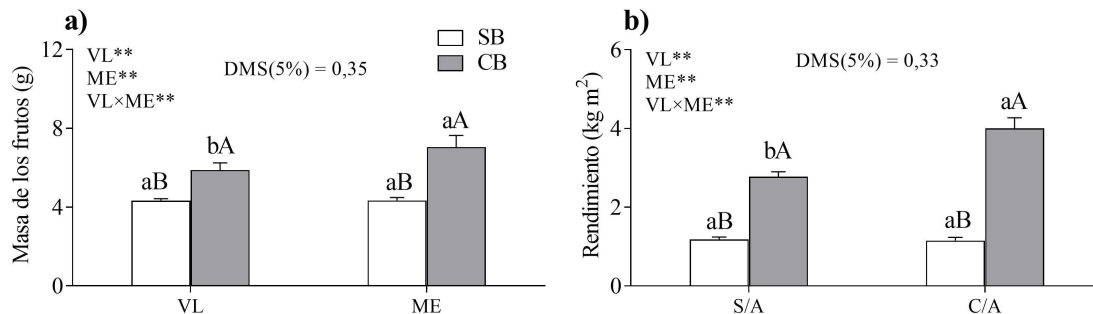 a)
VL**
ME**
VL×ME**
DMS(5%) = 0,35
SB
CB
Masa de los frutos (g)
12
8
4
0
aB
bA
aB
aA
VL
ME
b)
VL**
ME**
VL×ME**
DMS(5%) = 0,33
Rendimiento (kg m²)
6
4
2
0
aB
bA
aB
aA
S/A
C/A